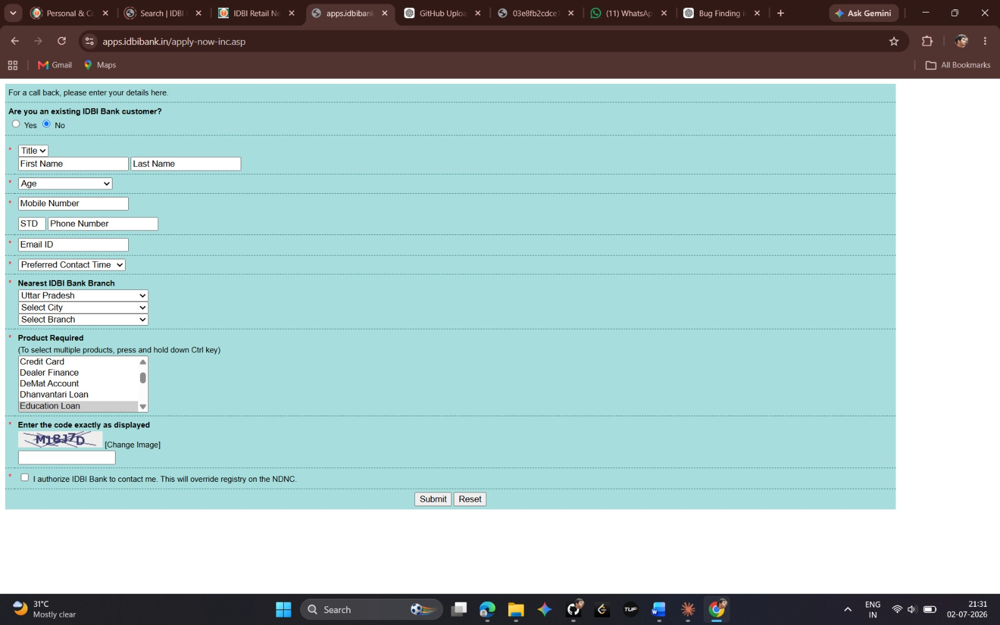 Personal & Co
Search | IDBI
IDBI Retail Ne
apps.idbibank
GitHub Uploa
03e8fb2cdce1
(11) WhatsAp
Bug Finding i
Ask Gemini
apps.idbibank.in/apply-now-inc.asp
Gmail
Maps
All Bookmarks
For a call back, please enter your details here.
Are you an existing IDBI Bank customer?
Yes No
* Title
First Name Last Name
* Age
* Mobile Number
STD Phone Number
* Email ID
* Preferred Contact Time
* Nearest IDBI Bank Branch
Uttar Pradesh
Select City
Select Branch
* Product Required
(To select multiple products, press and hold down Ctrl key)
Credit Card
Dealer Finance
DeMat Account
Dhanvantari Loan
Education Loan
* Enter the code exactly as displayed
M18J7D
[Change Image]
* I authorize IDBI Bank to contact me. This will override registry on the NDNC.
Submit Reset
31°C
Mostly clear
Search
TUF
ENG
IN
21:31
02-07-2026